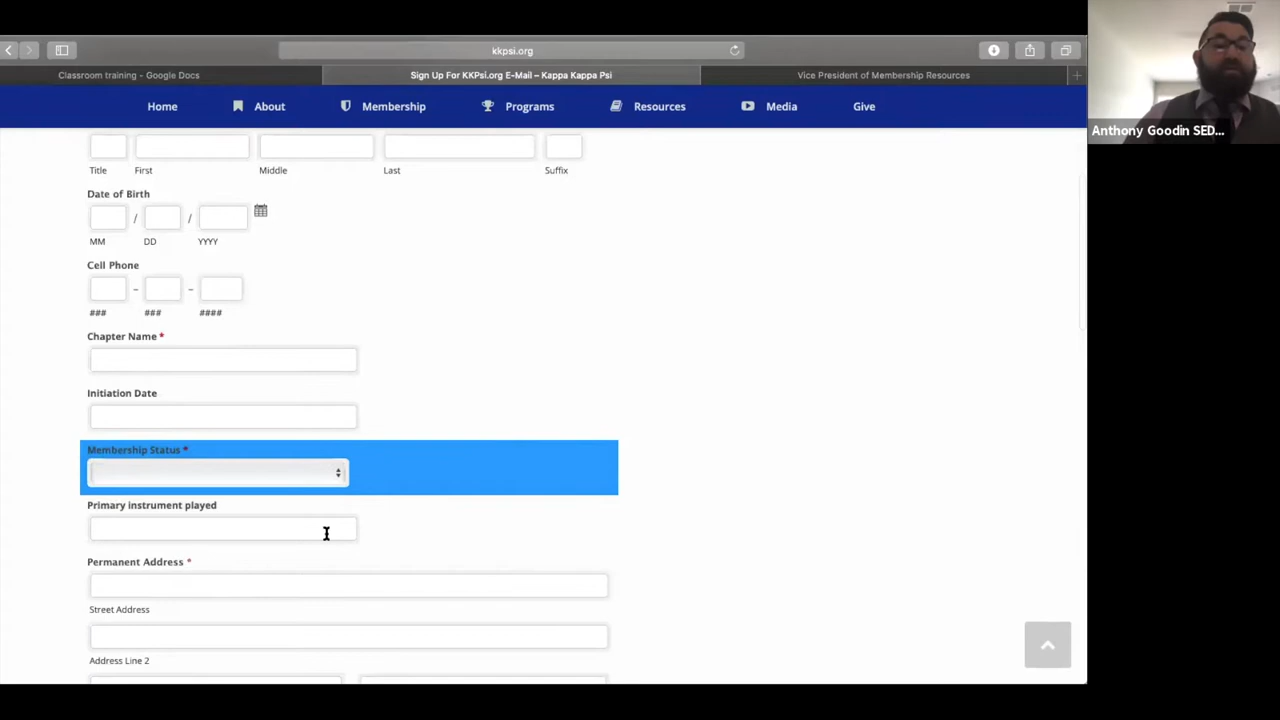 kkpsi.org
Classroom training - Google Docs
Sign Up For KKPsi.org E-Mail – Kappa Kappa Psi
Vice President of Membership Resources
Home About Membership Programs Resources Media Give
Anthony Goodin SED...
Title First Middle Last Suffix
Date of Birth
/ /
MM DD YYYY
Cell Phone
– –
### ### ####
Chapter Name *
Initiation Date
Membership Status *
Primary instrument played
Permanent Address *
Street Address
Address Line 2